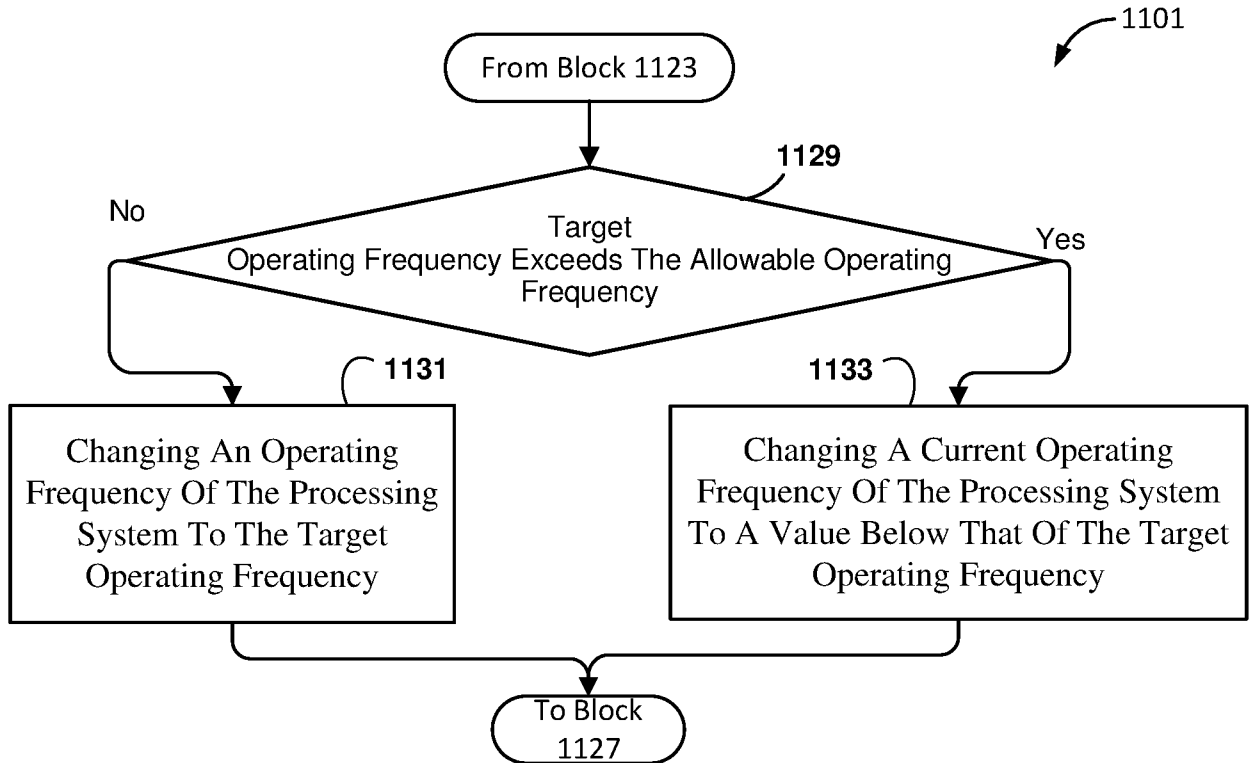 1101
From Block 1123
1129
No
Yes
Target
Operating Frequency Exceeds The Allowable Operating
Frequency
1131
1133
Changing An Operating
Frequency Of The Processing
System To The Target
Operating Frequency
Changing A Current Operating
Frequency Of The Processing System
To A Value Below That Of The Target
Operating Frequency
To Block
1127